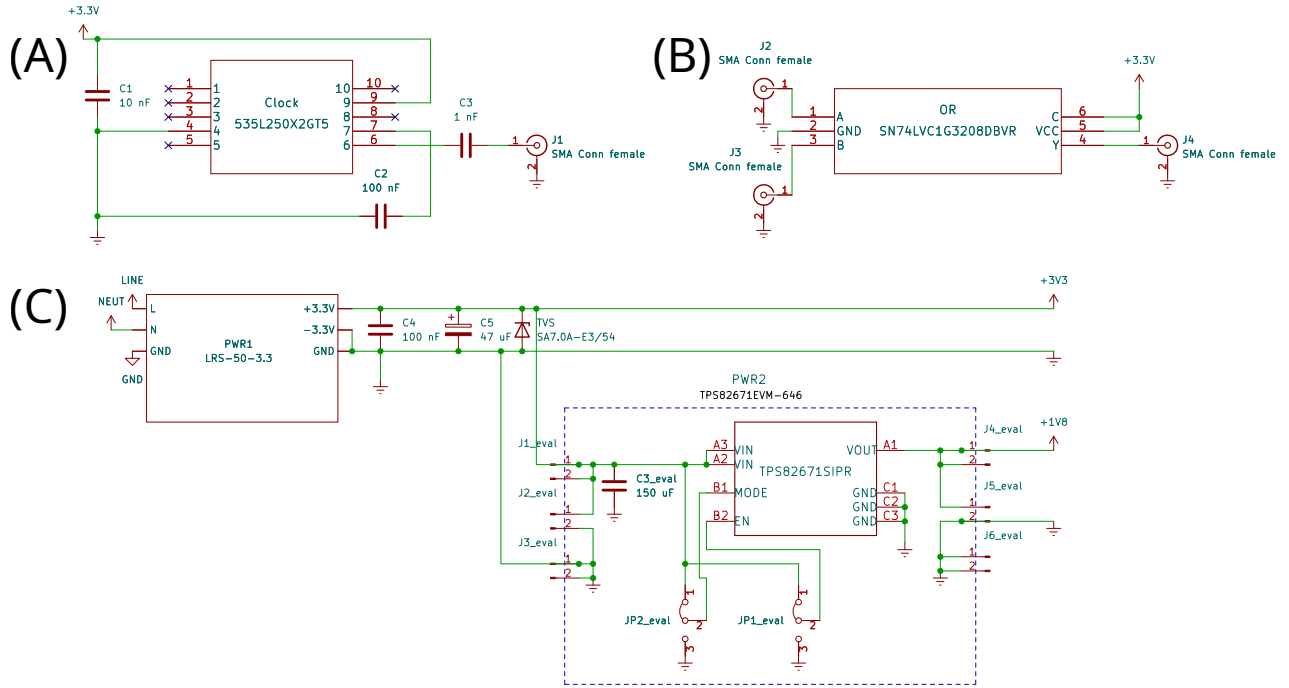 (A)
+3.3V
C1
10 nF
1
2
3
4
5
1
2
3
4
5
Clock
535L250X2GT5
10
9
8
7
6
10
9
8
7
6
C3
1 nF
1
2
J1
SMA Conn female
C2
100 nF
(B)
J2
SMA Conn female
1
2
J3
SMA Conn female
1
2
1
2
3
A
GND
B
OR
SN74LVC1G3208DBVR
C
VCC
Y
6
5
4
+3.3V
1
2
J4
SMA Conn female
(C)
LINE
NEUT
GND
L
N
GND
PWR1
LRS-50-3.3
+3.3V
-3.3V
GND
C4
100 nF
+
C5
47 uF
TVS
SA7.0A-E3/54
+3V3
PWR2
TPS82671EVM-646
J1_eval
1
2
J2_eval
1
2
J3_eval
1
2
C3_eval
150 uF
A3
A2
B1
B2
VIN
VIN
MODE
EN
TPS82671SIPR
VOUT
GND
GND
GND
A1
C1
C2
C3
J4_eval
1
2
J5_eval
1
2
J6_eval
1
2
+1V8
JP2_eval
1
2
3
JP1_eval
1
2
3